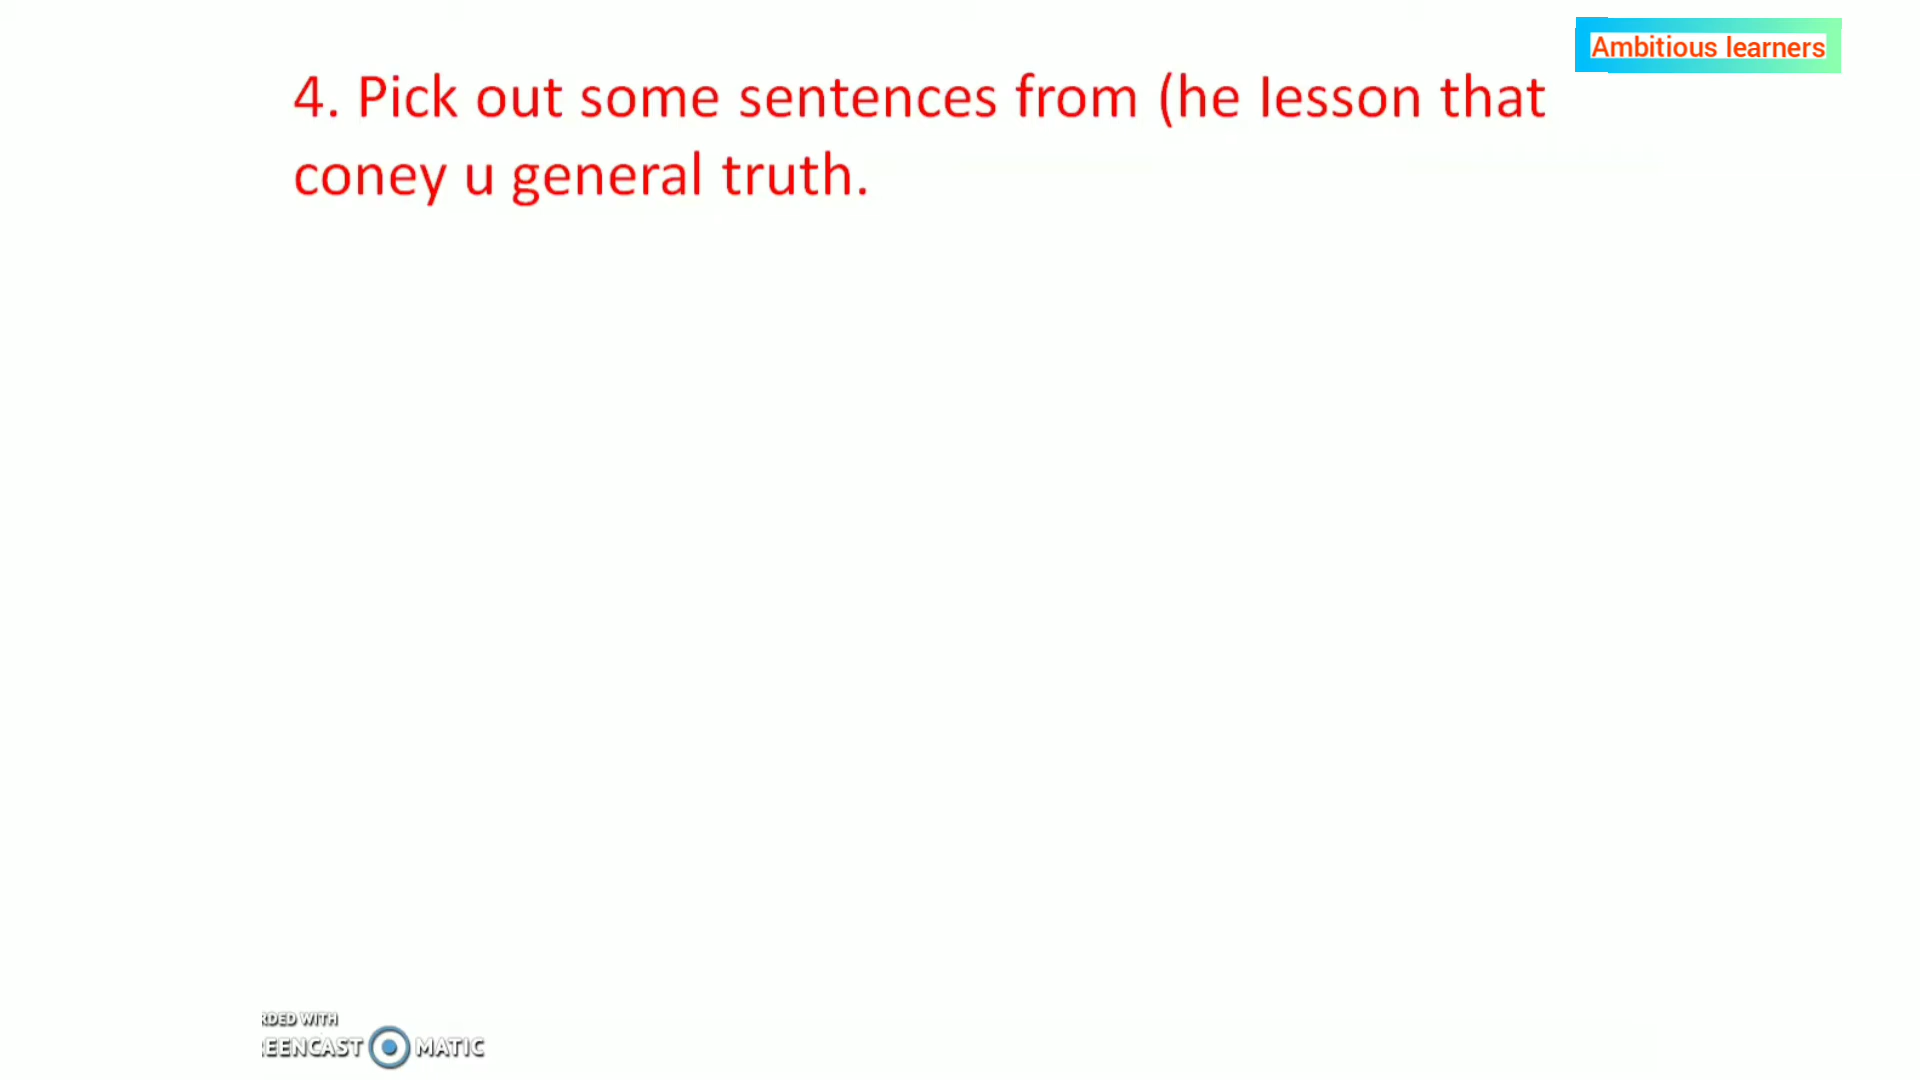 Ambitious learners
4. Pick out some sentences from (he lesson that
coney u general truth.
RDED WITH
EENCAST MATIC